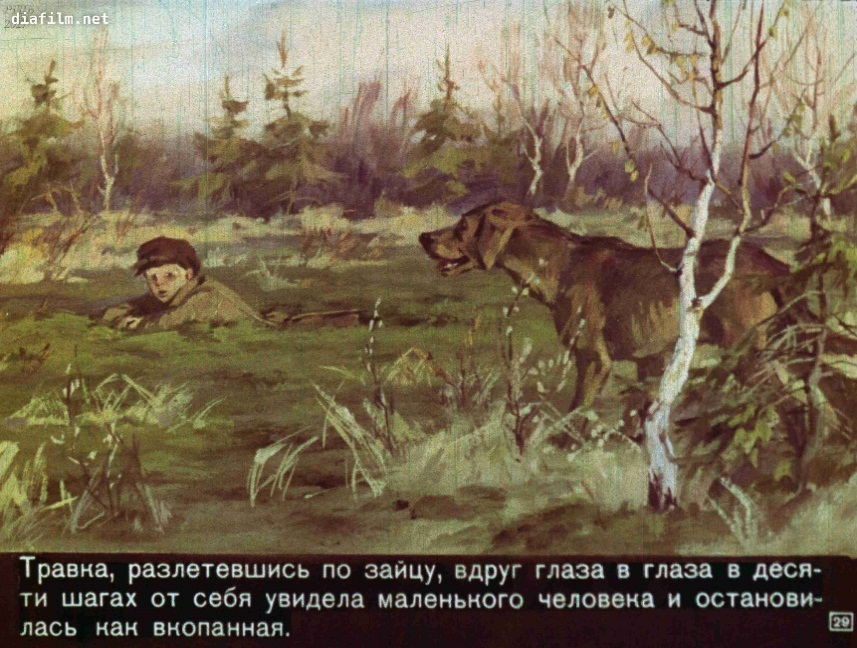 diafilm.net
Травка, разлетевшись по зайцу, вдруг глаза в глаза в деся-
ти шагах от себя увидела маленького человека и останови-
лась как вкопанная.
29